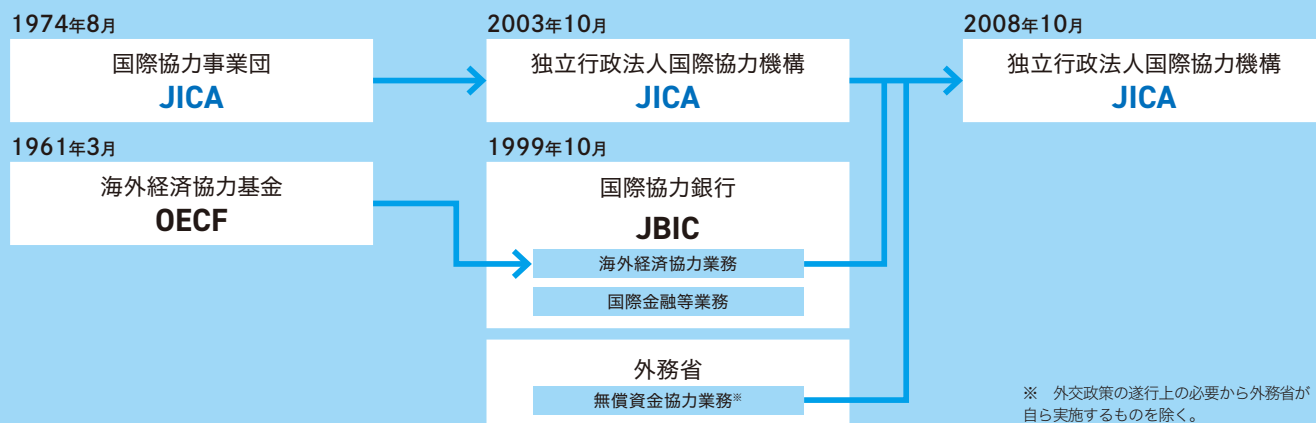 1974年8月
国際協力事業団
JICA
2003年10月
独立行政法人国際協力機構
JICA
2008年10月
独立行政法人国際協力機構
JICA
1961年3月
海外経済協力基金
OECF
1999年10月
国際協力銀行
JBIC
海外経済協力業務
国際金融等業務
外務省
無償資金協力業務※
※ 外交政策の遂行上の必要から外務省が
自ら実施するものを除く。